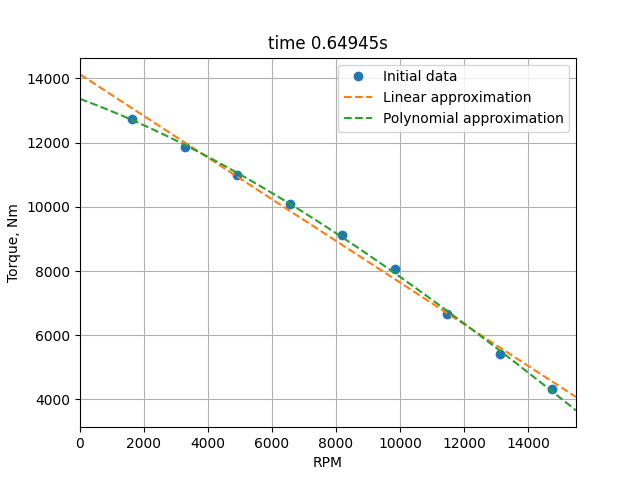 time 0.64945s
Initial data
Linear approximation
Polynomial approximation
Torque, Nm
14000
12000
10000
8000
6000
4000
0 2000 4000 6000 8000 10000 12000 14000
RPM